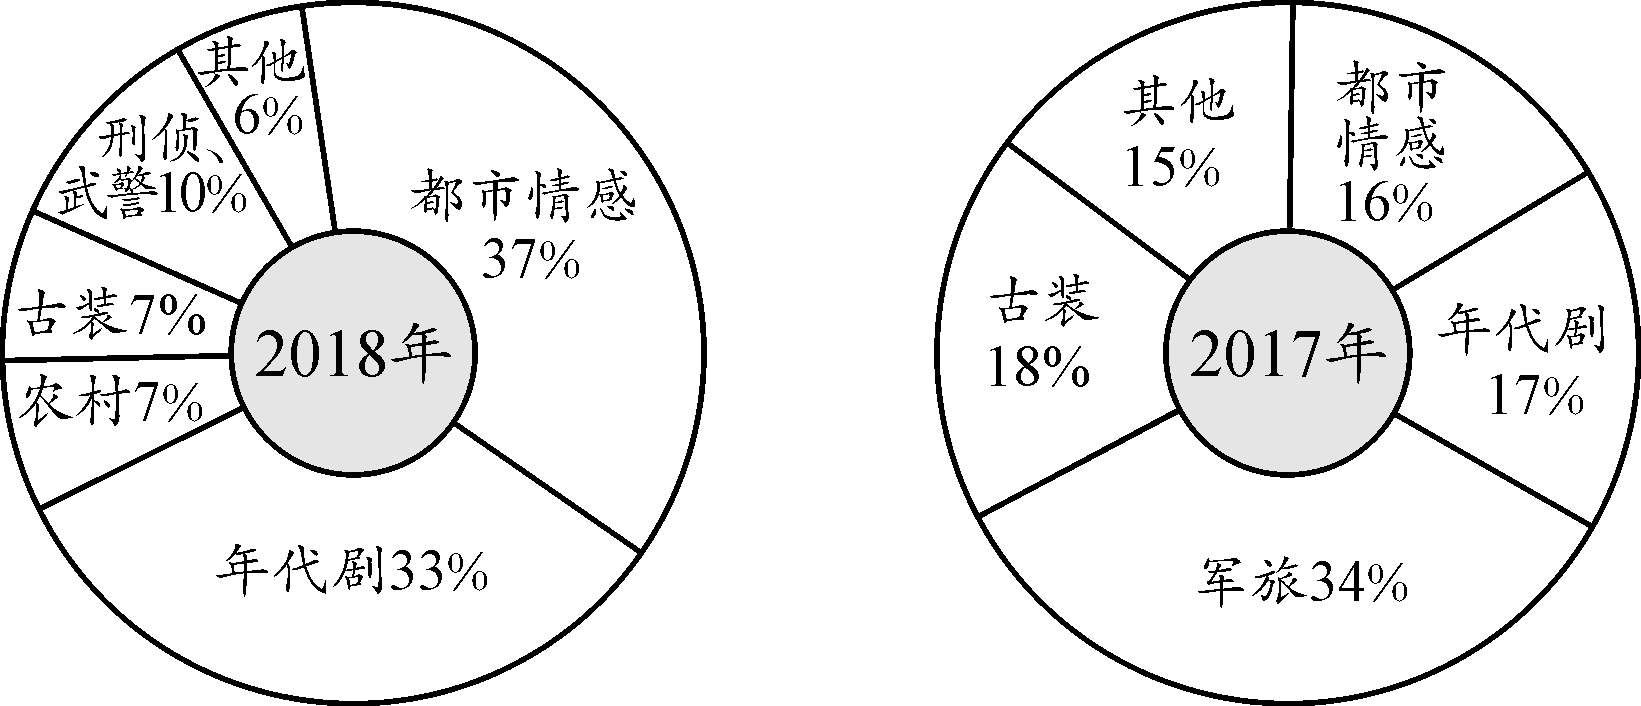 其他
6%
刑侦、
武警10%
都市情感
37%
古装7%
2018年
农村7%
年代剧33%
其他
15%
都市
情感
16%
古装
18%
2017年
年代剧
17%
军旅34%